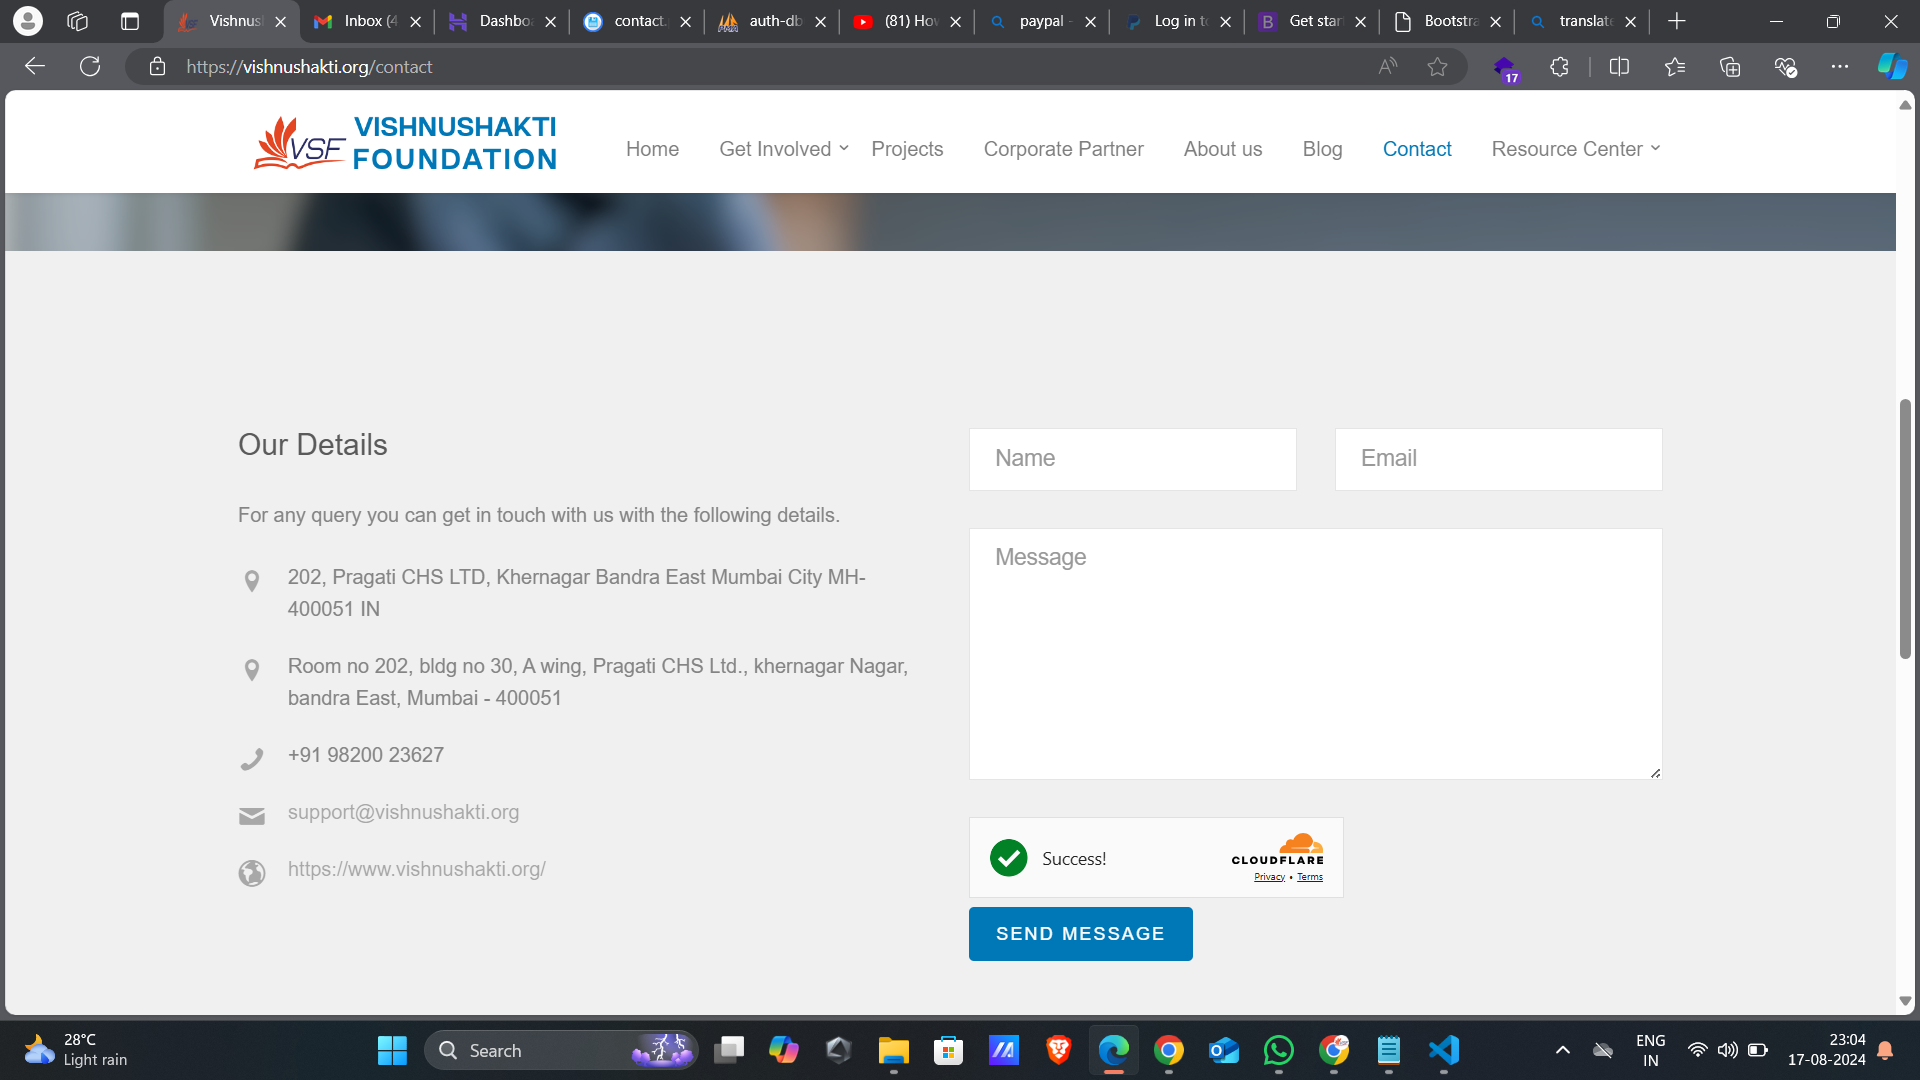 Vishnus
Inbox (4
Dashbo
contact.
auth-db
(81) Hov
paypal -
Log in to
Get star
Bootstra
translate
https://vishnushakti.org/contact
17
VSF
VISHNUSHAKTI
FOUNDATION
Home
Get Involved
Projects
Corporate Partner
About us
Blog
Contact
Resource Center
Our Details
For any query you can get in touch with us with the following details.
202, Pragati CHS LTD, Khernagar Bandra East Mumbai City MH-
400051 IN
Room no 202, bldg no 30, A wing, Pragati CHS Ltd., khernagar Nagar,
bandra East, Mumbai - 400051
+91 98200 23627
support@vishnushakti.org
https://www.vishnushakti.org/
Name
Email
Message
Success!
CLOUDFLARE
Privacy • Terms
SEND MESSAGE
28°C
Light rain
Search
ENG
IN
23:04
17-08-2024